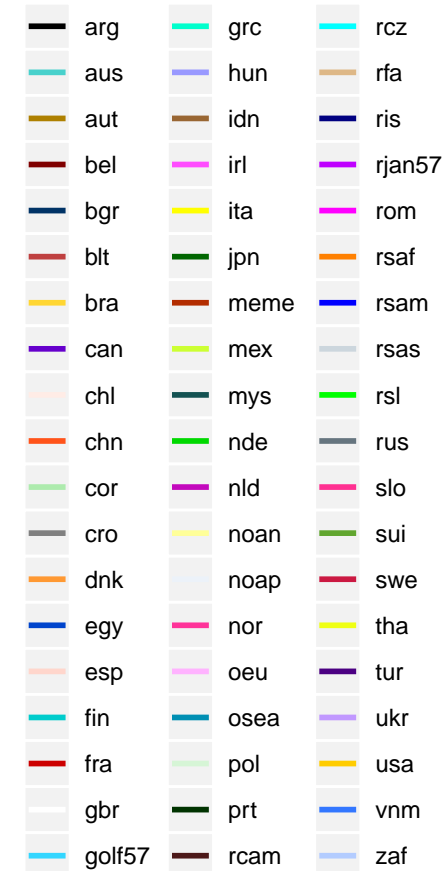 arg
aus
aut
bel
bgr
blt
bra
can
chl
chn
cor
cro
dnk
egy
esp
fin
fra
gbr
golf57
grc
hun
idn
irl
ita
jpn
meme
mex
mys
nde
nld
noan
noap
nor
oeu
osea
pol
prt
rcam
rcz
rfa
ris
rjan57
rom
rsaf
rsam
rsas
rsl
rus
slo
sui
swe
tha
tur
ukr
usa
vnm
zaf